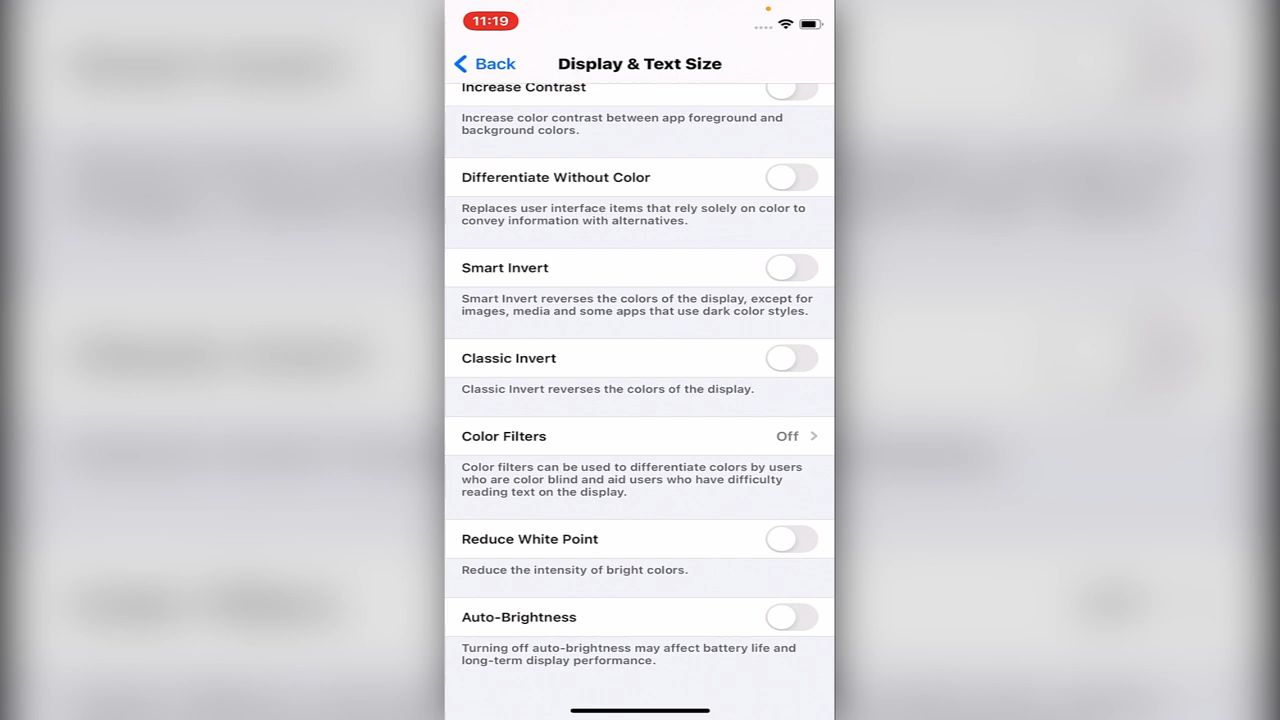 11:19
Back
Display & Text Size
Increase Contrast
Increase color contrast between app foreground and
background colors.
Differentiate Without Color
Replaces user interface items that rely solely on color to
convey information with alternatives.
Smart Invert
Smart Invert reverses the colors of the display, except for
images, media and some apps that use dark color styles.
Classic Invert
Classic Invert reverses the colors of the display.
Color Filters Off
Color filters can be used to differentiate colors by users
who are color blind and aid users who have difficulty
reading text on the display.
Reduce White Point
Reduce the intensity of bright colors.
Auto-Brightness
Turning off auto-brightness may affect battery life and
long-term display performance.